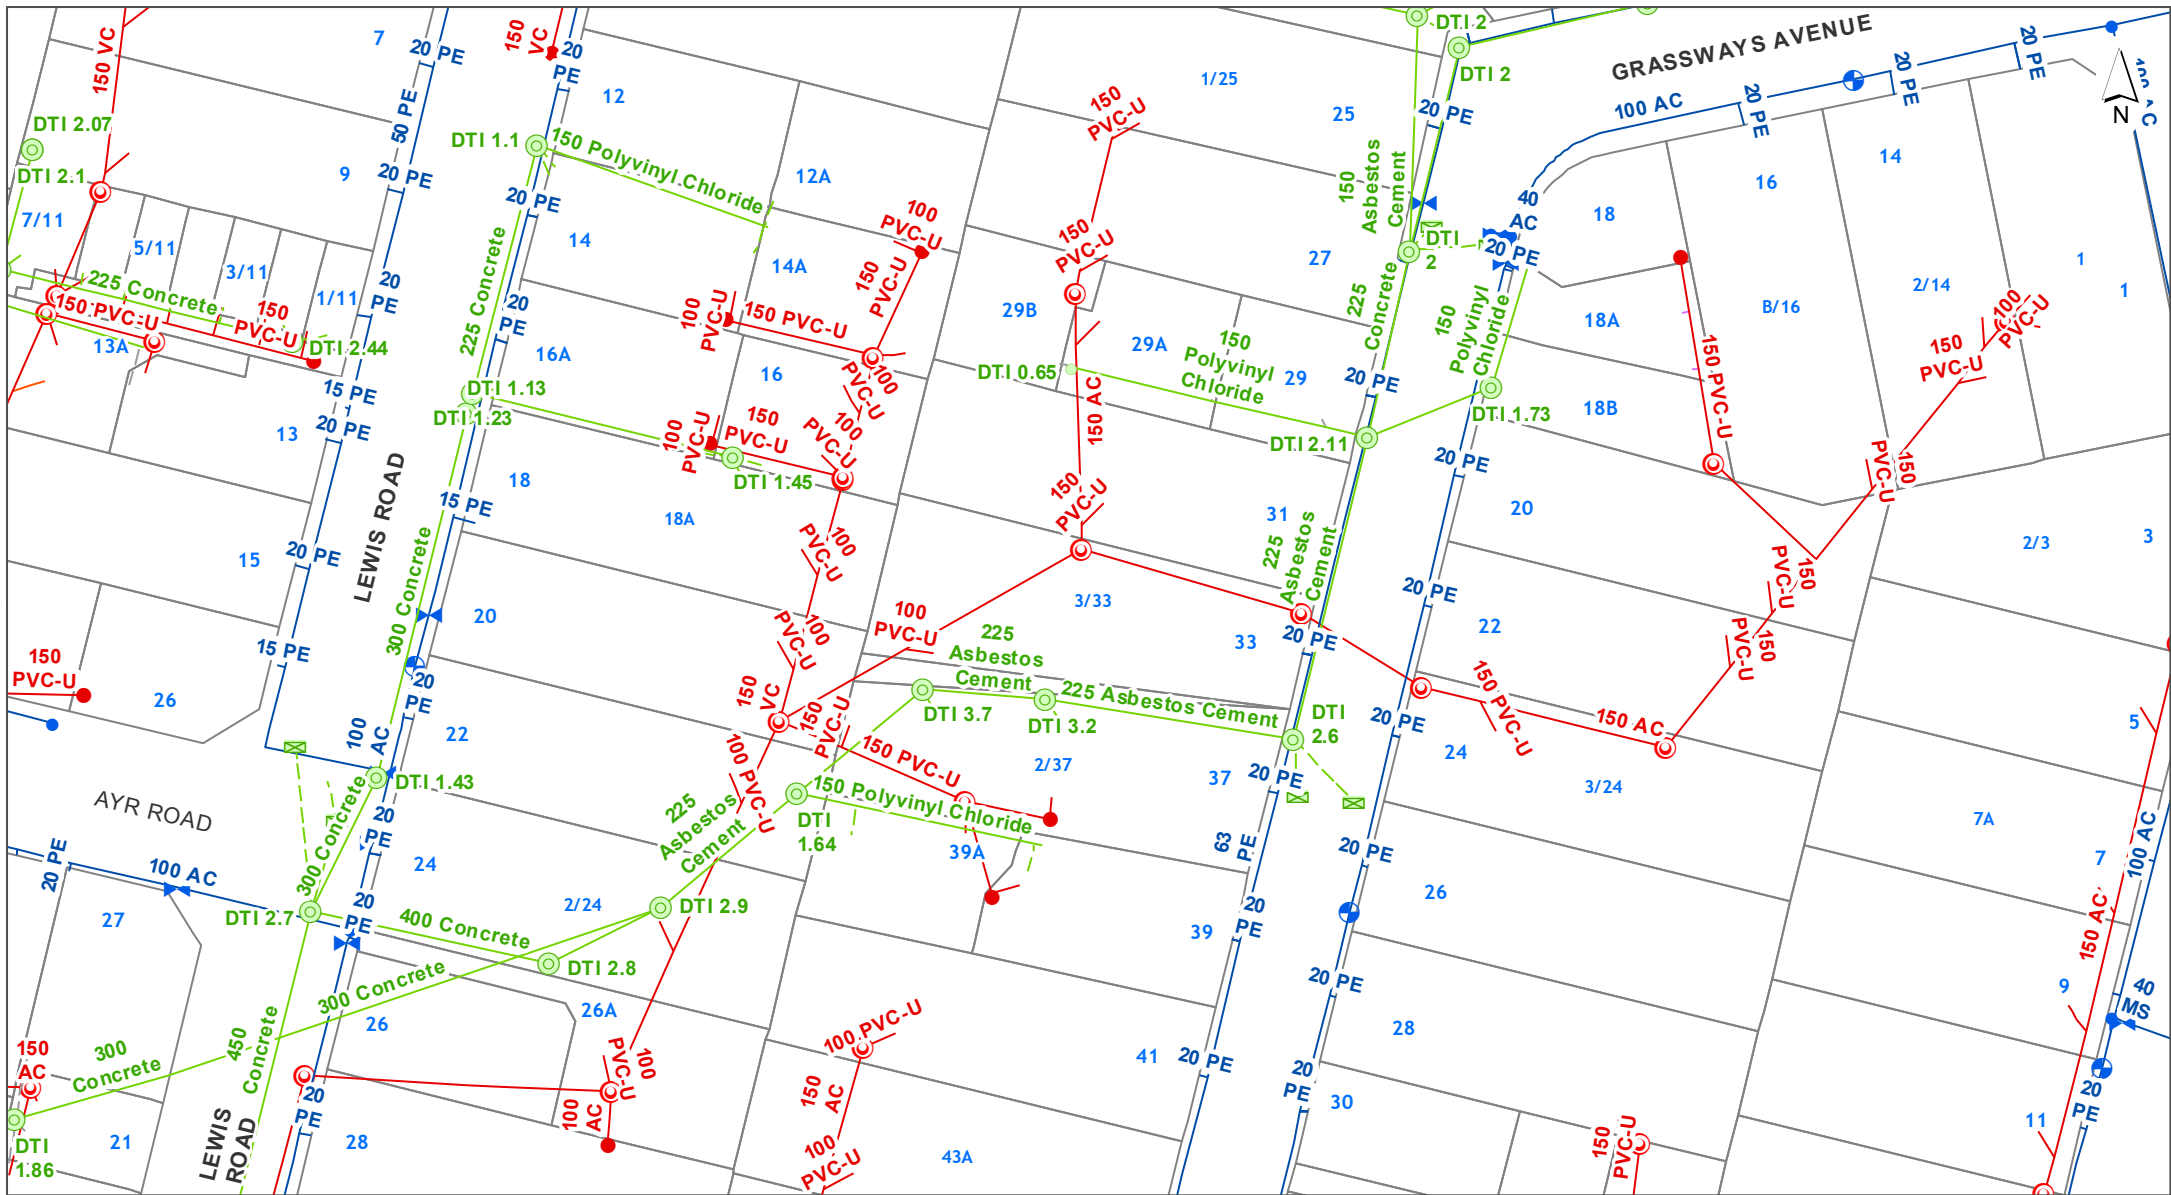 7
20 PE
150 VC
150 VC
20 PE
12
1/25
25
DTI 2
DTI 2
GRASSWAYS AVENUE
20 PE
20 PE
100 AC
N
50 PE
DTI 2.07
DTI 2.1
9
20 PE
DTI 1.1
150 Polyvinyl Chloride
12A
150 PVC-U
20 PE
150 Asbestos Cement
100 AC
20 PE
14
16
7/11
5/11
3/11
1/11
225 Concrete
20 PE
14
14A
100 PVC-U
150 PVC-U
150 PVC-U
27
DTI 2
40 AC
20 PE
18
2/14
1
1
225 Concrete
150 PVC-U
150 PVC-U
13A
DTI 2.44
20 PE
20 PE
16A
100 PVC-U
150 PVC-U
29B
29A
150 Polyvinyl Chloride
225 Concrete
150 Polyvinyl Chloride
18A
B/16
100 PVC-U
150 PVC-U
15 PE
20 PE
DTI 1.13
DTI 1.23
16
100 PVC-U
DTI 0.65
29
20 PE
DTI 1.73
18B
150 PVC-U
13
LEWIS ROAD
100 PVC-U
150 PVC-U
100 PVC-U
150 AC
DTI 2.11
20 PE
150 PVC-U
15 PE
18
DTI 1.45
18A
150 PVC-U
31
20
2/3
3
15
20 PE
300 Concrete
100 PVC-U
225 Asbestos Cement
20 PE
150 PVC-U
20
3/33
100 PVC-U
33
20 PE
22
15 PE
150 PVC-U
26
20 PE
100 PVC-U
150 VC
225 Asbestos Cement
225 Asbestos Cement
150 PVC-U
100 AC
22
150 PVC-U
DTI 3.7
DTI 3.2
DTI 2.6
20 PE
150 PVC-U
150 AC
5
DTI 1.43
100 PVC-U
150 PVC-U
2/37
37
20 PE
24
3/24
AYR ROAD
20 PE
300 Concrete
225 Asbestos Cement
150 Polyvinyl Chloride
DTI 1.64
39A
63 PE
20 PE
7A
7
100 AC
20 PE
100 AC
24
27
DTI 2.7
20 PE
400 Concrete
2/24
DTI 2.9
39
20 PE
26
150 AC
DTI 2.8
300 Concrete
26
26A
20 PE
28
9
40 MS
450 Concrete
100 PVC-U
41
20 PE
20 PE
150 AC
300 Concrete
100 PVC-U
100 AC
150 AC
20 PE
30
20 PE
11
DTI 1.86
21
LEWIS ROAD
28
100 PVC-U
43A
150 PVC-U